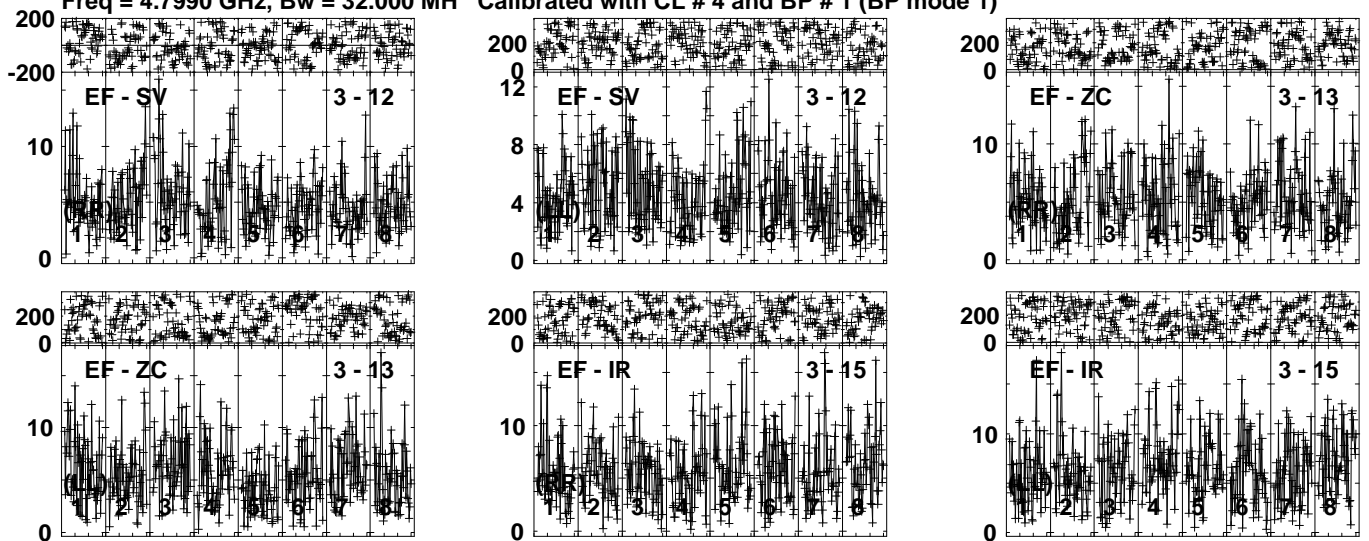 Freq = 4.7990 GHz, Bw = 32.000 MH Calibrated with CL # 4 and BP # 1 (BP mode 1)
200
-200
EF - SV 3 - 12
10
0
(RR)
1 2 3 4 5 6 7 8
200
0
12
EF - SV 3 - 12
8
4
0
(LL)
1 2 3 4 5 6 7 8
200
0
EF - ZC 3 - 13
10
0
(RR)
1 2 3 4 5 6 7 8
200
0
EF - ZC 3 - 13
10
0
(LL)
1 2 3 4 5 6 7 8
200
0
EF - IR 3 - 15
10
0
(RR)
1 2 3 4 5 6 7 8
200
0
EF - IR 3 - 15
10
0
(LL)
1 2 3 4 5 6 7 8